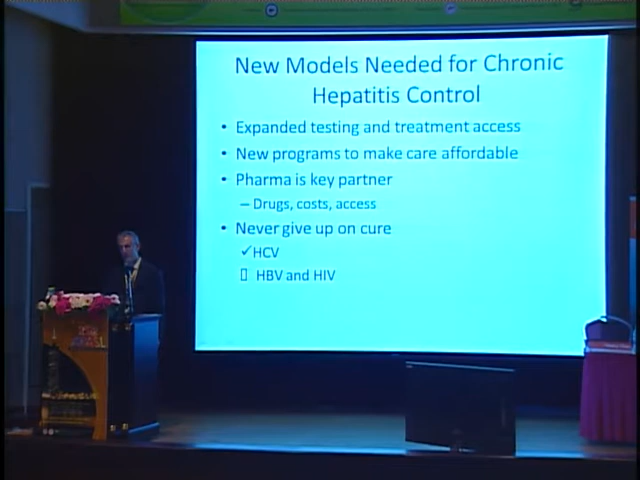 New Models Needed for Chronic
Hepatitis Control
• Expanded testing and treatment access
• New programs to make care affordable
• Pharma is key partner
– Drugs, costs, access
• Never give up on cure
✓HCV
▯ HBV and HIV